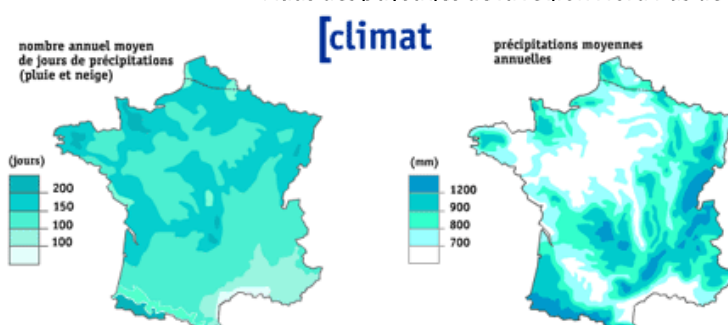 [climat
nombre annuel moyen
de jours de précipitations
(pluie et neige)
(jours)
200
150
100
100
précipitations moyennes
annuelles
(mm)
1200
900
800
700